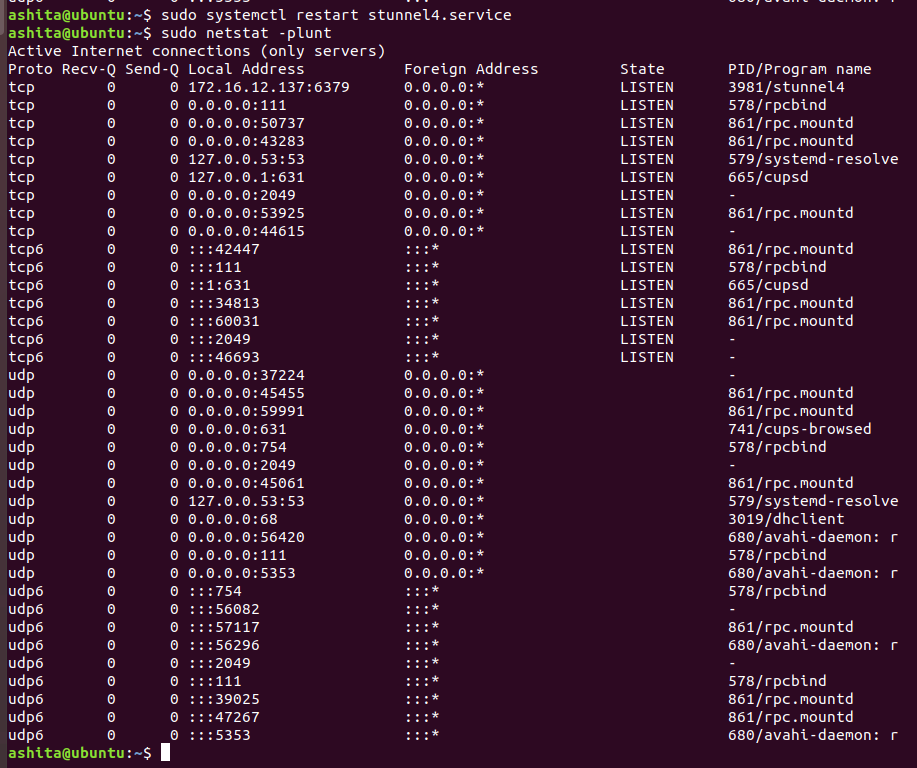 ashita@ubuntu:~$ sudo systemctl restart stunnel4.service
ashita@ubuntu:~$ sudo netstat -plunt
Active Internet connections (only servers)
Proto Recv-Q Send-Q Local Address           Foreign Address         State       PID/Program name
tcp        0      0 172.16.12.137:6379      0.0.0.0:*               LISTEN      3981/stunnel4
tcp        0      0 0.0.0.0:111             0.0.0.0:*               LISTEN      578/rpcbind
tcp        0      0 0.0.0.0:50737           0.0.0.0:*               LISTEN      861/rpc.mountd
tcp        0      0 0.0.0.0:43283           0.0.0.0:*               LISTEN      861/rpc.mountd
tcp        0      0 127.0.0.53:53           0.0.0.0:*               LISTEN      579/systemd-resolve
tcp        0      0 127.0.0.1:631           0.0.0.0:*               LISTEN      665/cupsd
tcp        0      0 0.0.0.0:2049            0.0.0.0:*               LISTEN      -
tcp        0      0 0.0.0.0:53925           0.0.0.0:*               LISTEN      861/rpc.mountd
tcp        0      0 0.0.0.0:44615           0.0.0.0:*               LISTEN      -
tcp6       0      0 :::42447                :::*                    LISTEN      861/rpc.mountd
tcp6       0      0 :::111                  :::*                    LISTEN      578/rpcbind
tcp6       0      0 ::1:631                 :::*                    LISTEN      665/cupsd
tcp6       0      0 :::34813                :::*                    LISTEN      861/rpc.mountd
tcp6       0      0 :::60031                :::*                    LISTEN      861/rpc.mountd
tcp6       0      0 :::2049                 :::*                    LISTEN      -
tcp6       0      0 :::46693                :::*                    LISTEN      -
udp        0      0 0.0.0.0:37224           0.0.0.0:*                           -
udp        0      0 0.0.0.0:45455           0.0.0.0:*                           861/rpc.mountd
udp        0      0 0.0.0.0:59991           0.0.0.0:*                           861/rpc.mountd
udp        0      0 0.0.0.0:631             0.0.0.0:*                           741/cups-browsed
udp        0      0 0.0.0.0:754             0.0.0.0:*                           578/rpcbind
udp        0      0 0.0.0.0:2049            0.0.0.0:*                           -
udp        0      0 0.0.0.0:45061           0.0.0.0:*                           861/rpc.mountd
udp        0      0 127.0.0.53:53           0.0.0.0:*                           579/systemd-resolve
udp        0      0 0.0.0.0:68              0.0.0.0:*                           3019/dhclient
udp        0      0 0.0.0.0:56420           0.0.0.0:*                           680/avahi-daemon: r
udp        0      0 0.0.0.0:111             0.0.0.0:*                           578/rpcbind
udp        0      0 0.0.0.0:5353            0.0.0.0:*                           680/avahi-daemon: r
udp6       0      0 :::754                  :::*                                578/rpcbind
udp6       0      0 :::56082                :::*                                -
udp6       0      0 :::57117                :::*                                861/rpc.mountd
udp6       0      0 :::56296                :::*                                680/avahi-daemon: r
udp6       0      0 :::2049                 :::*                                -
udp6       0      0 :::111                  :::*                                578/rpcbind
udp6       0      0 :::39025                :::*                                861/rpc.mountd
udp6       0      0 :::47267                :::*                                861/rpc.mountd
udp6       0      0 :::5353                 :::*                                680/avahi-daemon: r
ashita@ubuntu:~$